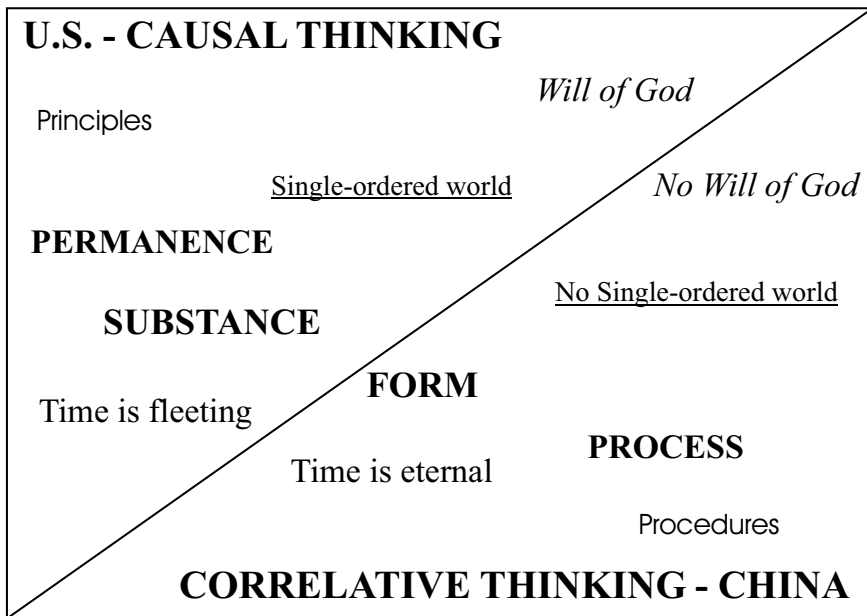 U.S. - CAUSAL THINKING
Will of God
Principles
Single-ordered world
No Will of God
PERMANENCE
No Single-ordered world
SUBSTANCE
FORM
Time is fleeting
PROCESS
Time is eternal
Procedures
CORRELATIVE THINKING - CHINA